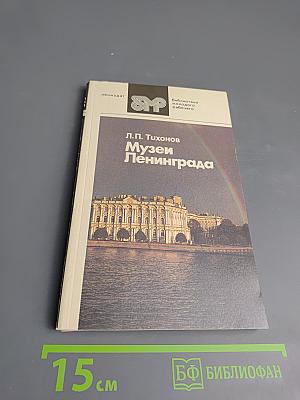 лениздат
БМР
Библиотека
молодого
рабочего
Л.П. Тихонов
Музеи
Ленинграда
15 см
БФ БИБЛИОФАН